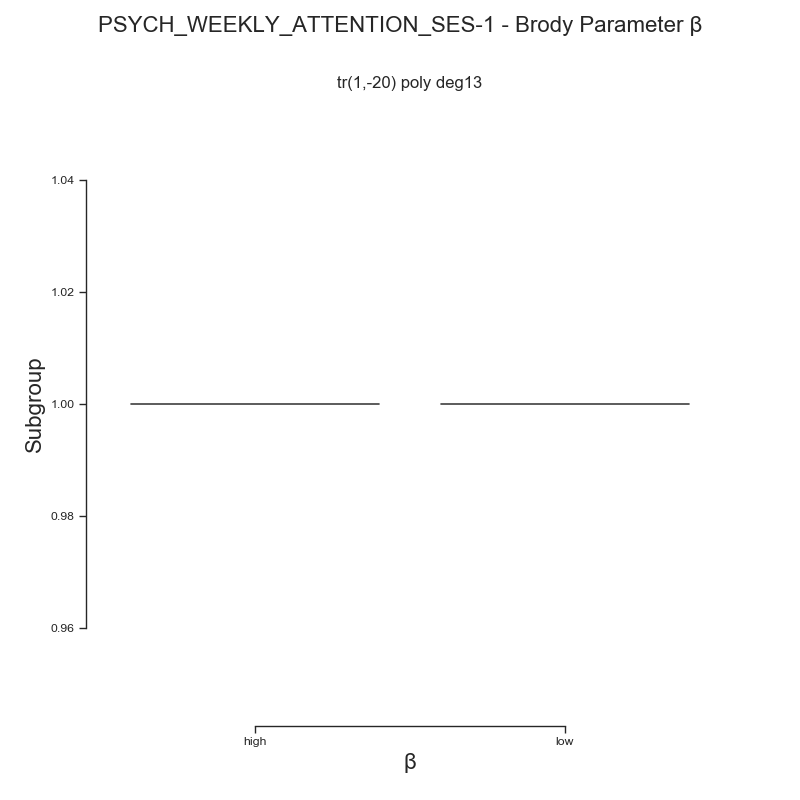 PSYCH_WEEKLY_ATTENTION_SES-1 - Brody Parameter β
tr(1,-20) poly deg13
1.04
1.02
1.00
0.98
0.96
Subgroup
high
low
β